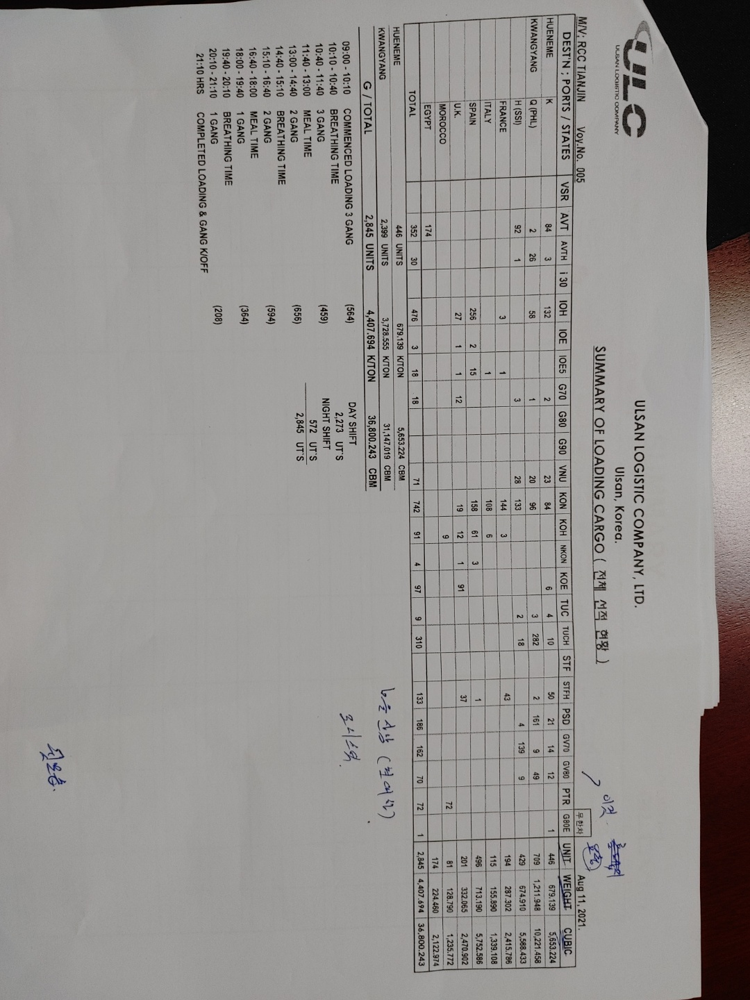 ULC
ULSAN LOGISTIC COMPANY
ULSAN LOGISTIC COMPANY, LTD.
Ulsan, Korea.
SUMMARY OF LOADING CARGO ( 전체 선적 현황 )
이것.
M/V; RCC TIANJIN Voy.No. 005 무환차 Aug 11, 2021.
DEST'N ; PORTS / STATES VSR AVT AVTH i 30 IOH IOE IOE5 G70 G80 G90 VNU KON KOH NKON KOE TUC TUCH STF STFH PSD GV70 GV80 PTR G80E UNIT WEIGHT CUBIC
HUENEME K 84 3 132 2 23 84 6 4 10 50 21 14 12 1 446 679.139 5,653.224
KWANGYANG Q (PHL) 2 26 58 1 20 96 3 282 2 161 9 49 709 1,211.948 10,221.458
H (SSI) 92 1 3 28 133 2 18 4 139 9 429 674.910 5,588.433
FRANCE 3 1 144 3 43 194 287.302 2,415.786
ITALY 1 108 6 115 155.890 1,339.108
SPAIN 256 2 15 158 61 3 1 496 713.190 5,752.586
U.K. 27 1 1 12 19 12 1 91 37 201 332.065 2,470.902
MOROCCO 9 72 81 128.790 1,235.772
EGYPT 174 174 224.460 2,122.974
TOTAL 352 30 476 3 18 18 71 742 91 4 97 9 310 133 186 162 70 72 1 2,845 4,407.694 36,800.243
HUENEME 446 UNITS 679.139 K/TON 5,653.224 CBM
KWANGYANG 2,399 UNITS 3,728.555 K/TON 31,147.019 CBM
G / TOTAL 2,845 UNITS 4,407.694 K/TON 36,800.243 CBM
09:00 - 10:10 COMMENCED LOADING 3 GANG (564) DAY SHIFT
10:10 - 10:40 BREATHING TIME 2,273 UT'S
10:40 - 11:40 3 GANG (459) NIGHT SHIFT
11:40 - 13:00 MEAL TIME 572 UT'S
13:00 - 14:40 2 GANG (656) 2,845 UT'S
14:40 - 15:10 BREATHING TIME
15:10 - 16:40 2 GANG (594)
16:40 - 18:00 MEAL TIME
18:00 - 19:40 1 GANG (364)
19:40 - 20:10 BREATHING TIME
20:10 - 21:10 1 GANG (208)
21:10 HRS COMPLETED LOADING & GANG K/OFF